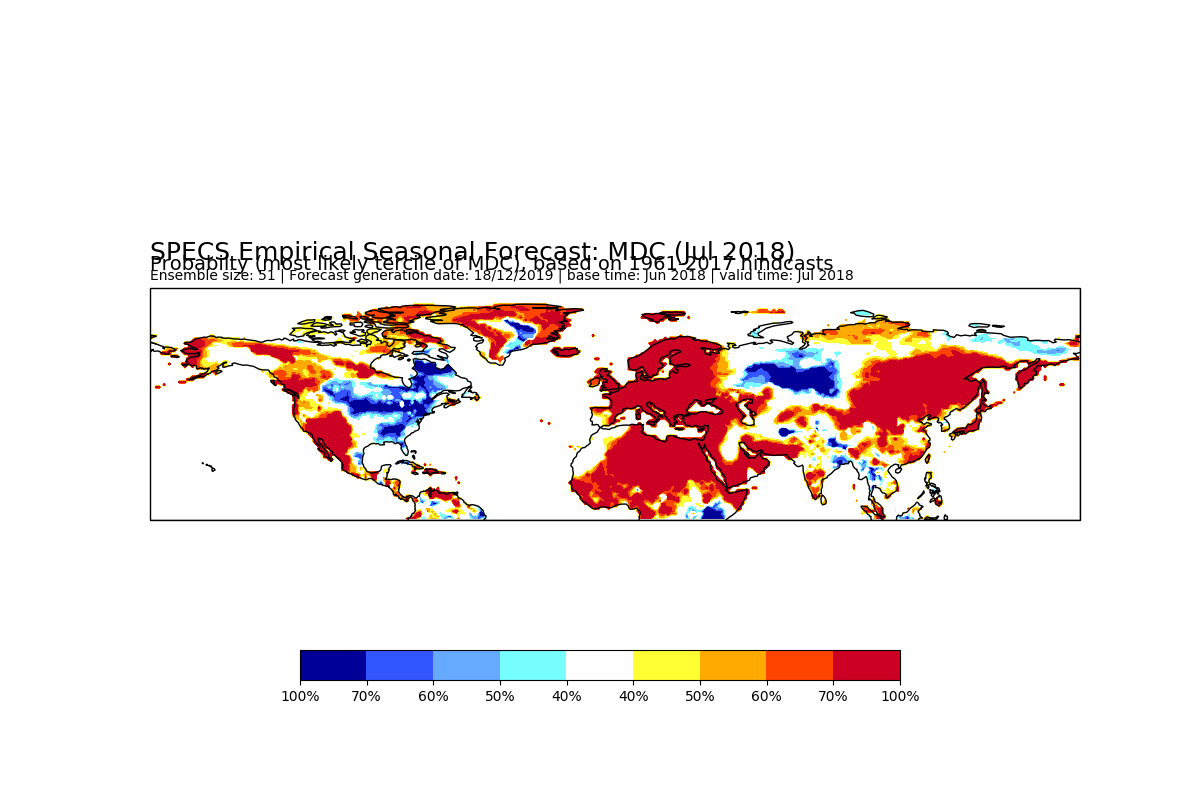 SPECS Empirical Seasonal Forecast: MDC (Jul 2018)
Probabilty (most likely tercile of MDC), based on 1961-2017 hindcasts
Ensemble size: 51 | Forecast generation date: 18/12/2019 | base time: Jun 2018 | valid time: Jul 2018
100% 70% 60% 50% 40% 40% 50% 60% 70% 100%